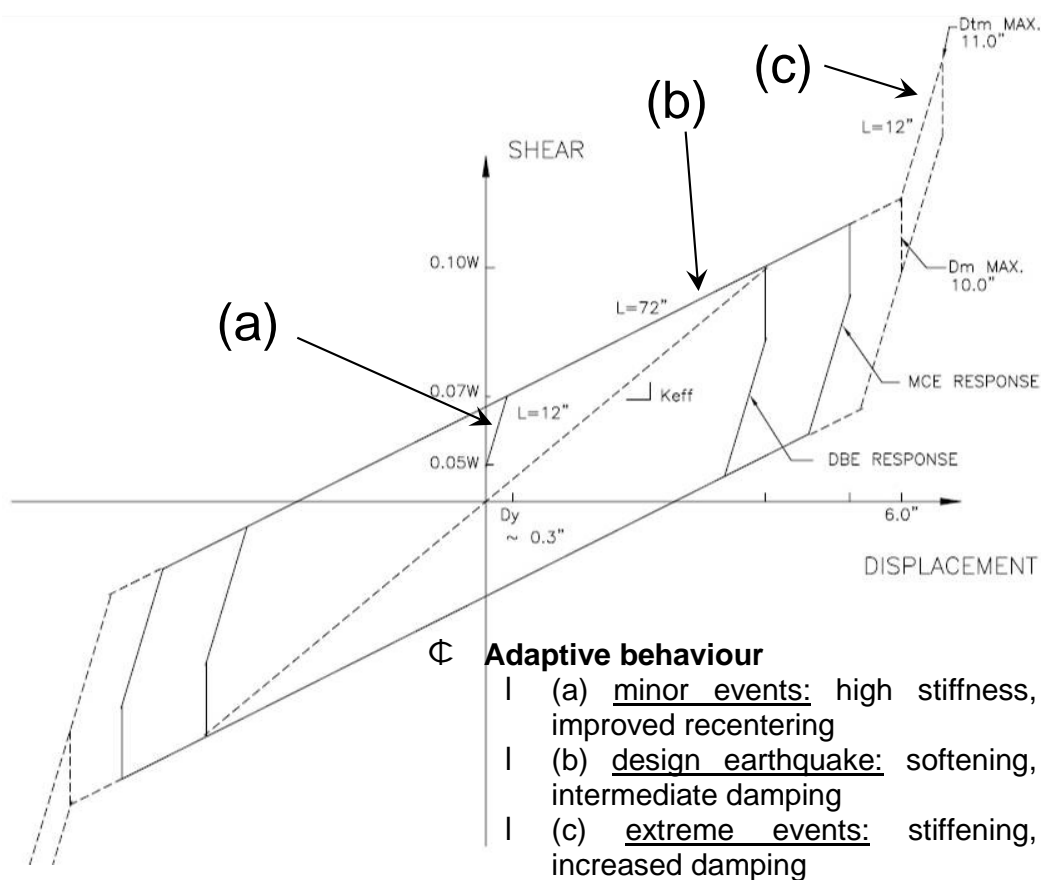 Dtm MAX.
11.0"
(c)
(b)
L=12"
SHEAR
0.10W
Dm MAX.
10.0"
(a)
L=72"
MCE RESPONSE
0.07W
L=12"
Keff
0.05W
DBE RESPONSE
Dy
~ 0.3"
6.0"
DISPLACEMENT
₵ Adaptive behaviour
l (a) minor events: high stiffness,
improved recentering
l (b) design earthquake: softening,
intermediate damping
l (c) extreme events: stiffening,
increased damping